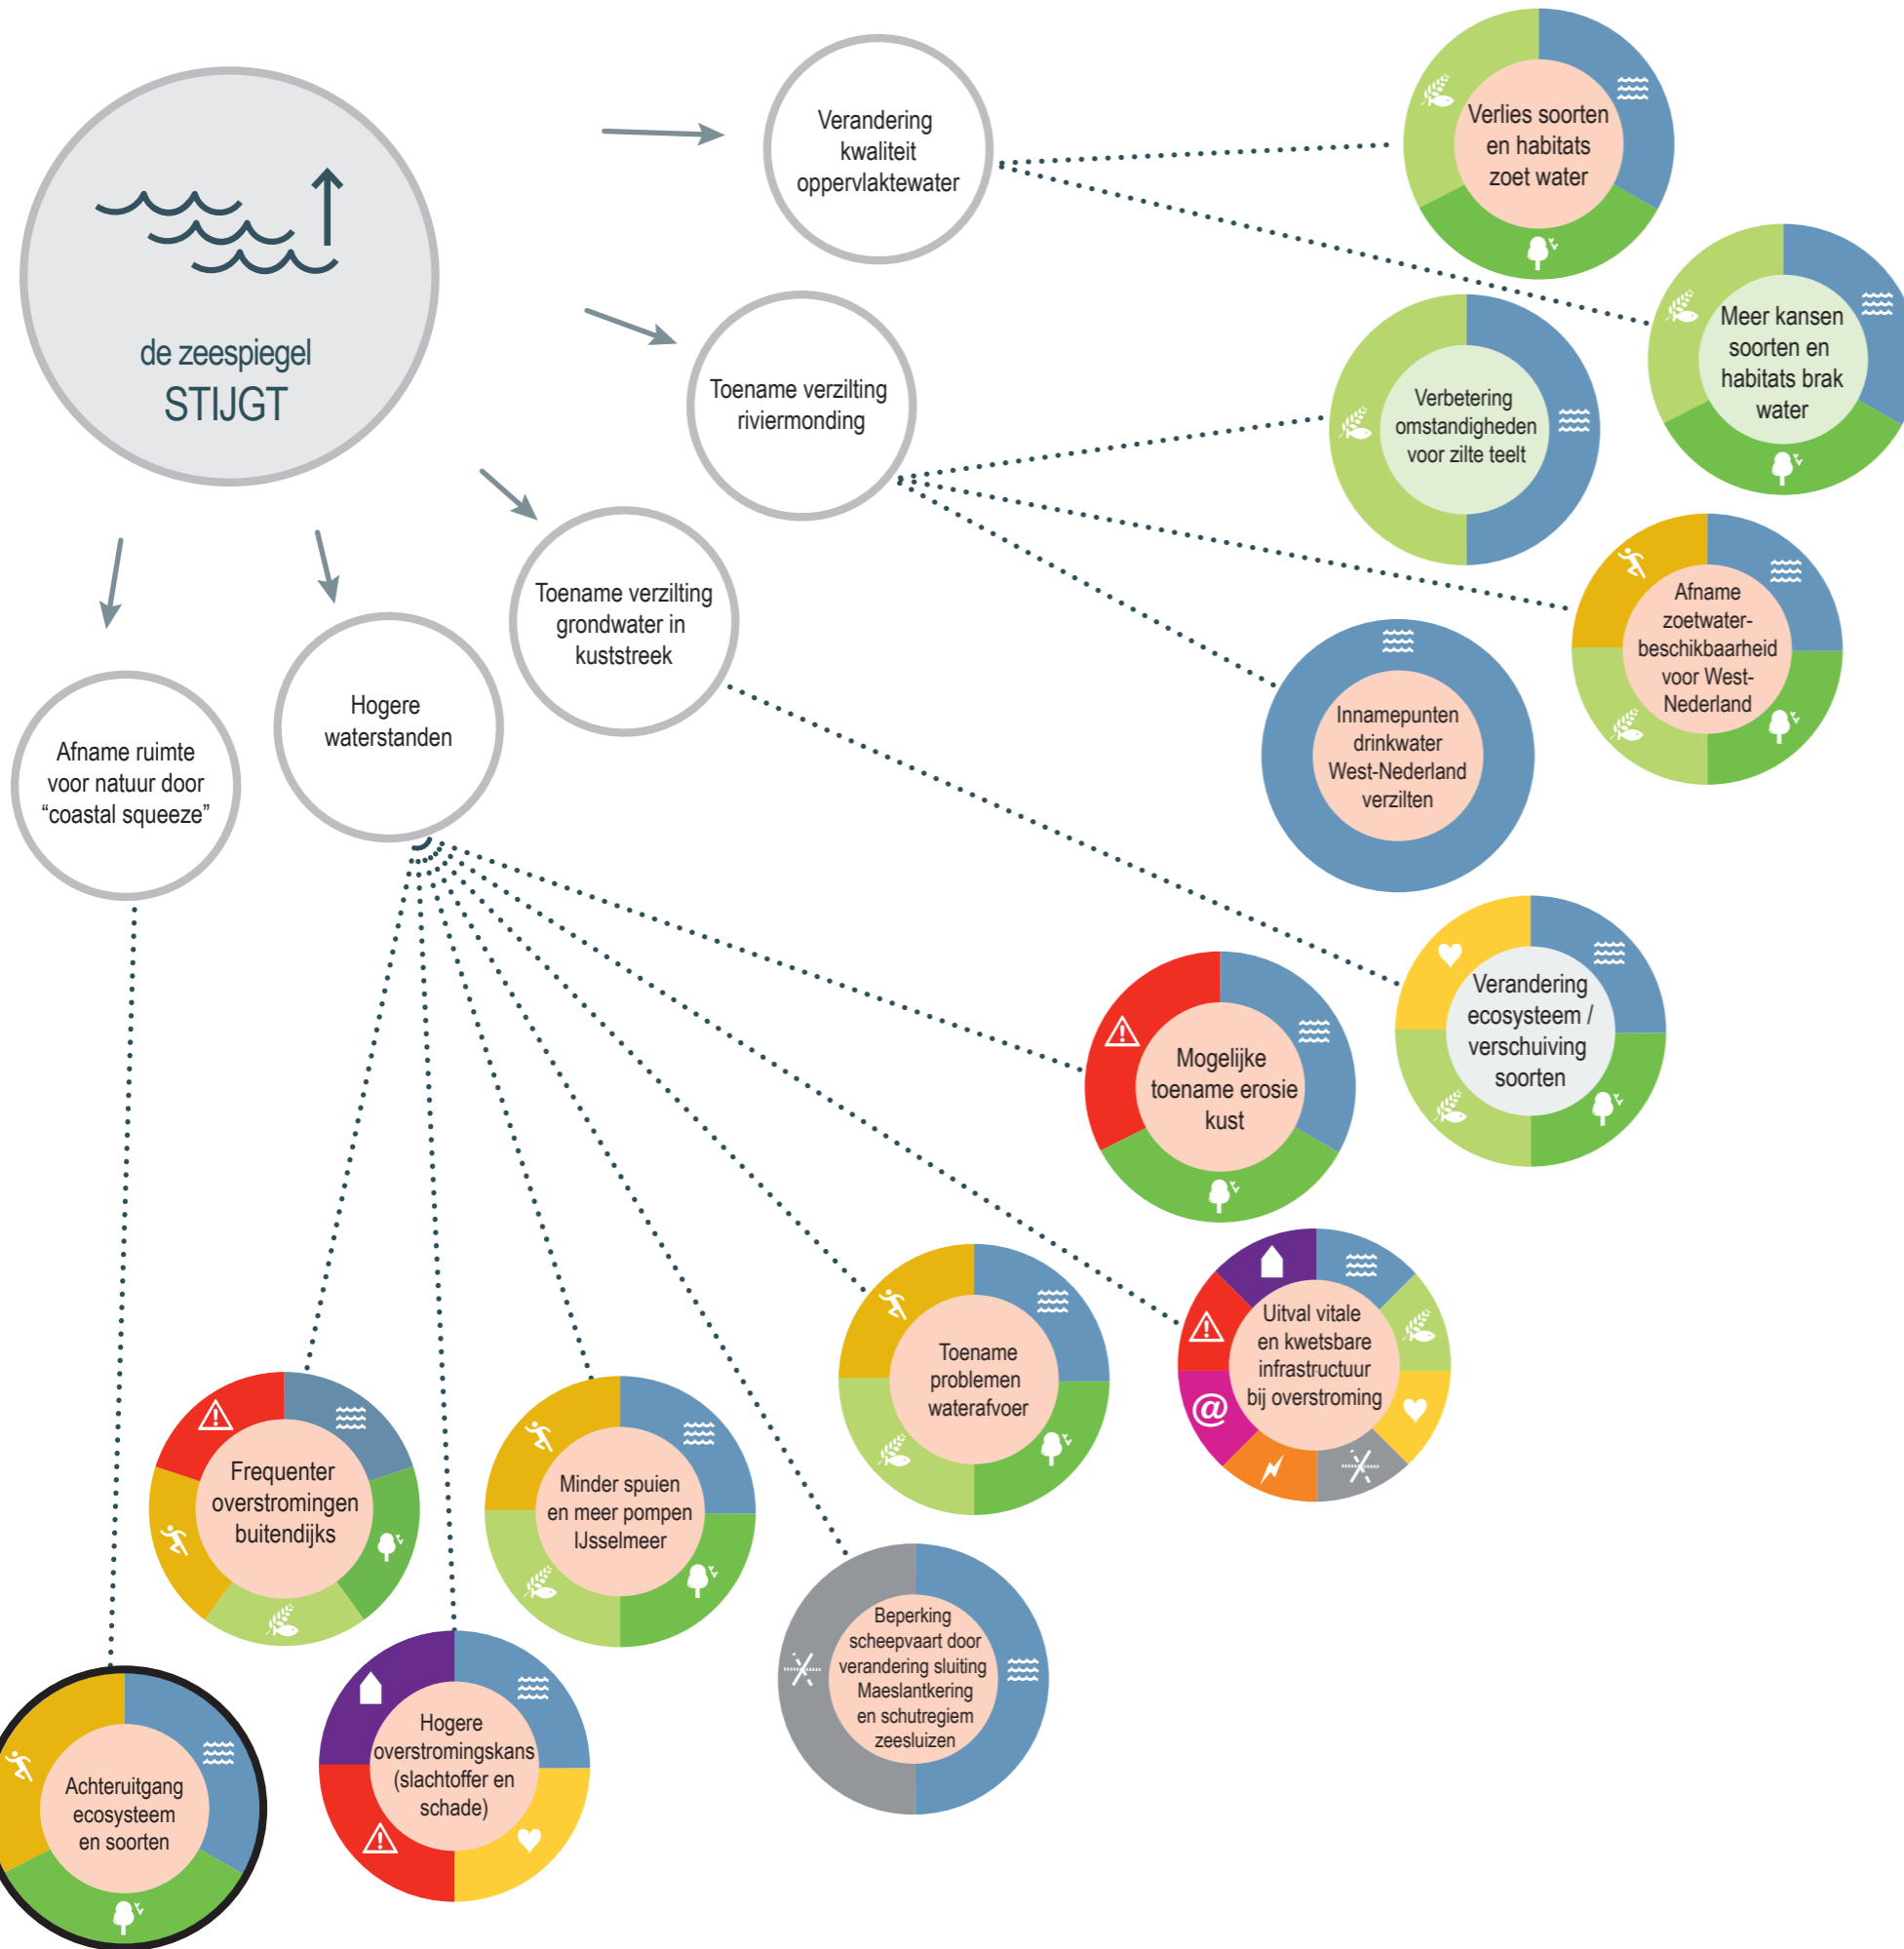 de zeespiegel
STIJGT
Verandering
kwaliteit
oppervlaktewater
Toename verzilting
riviermonding
Toename verzilting
grondwater in
kuststreek
Hogere
waterstanden
Afname ruimte
voor natuur door
“coastal squeeze”
Verlies soorten
en habitats
zoet water
Meer kansen
soorten en
habitats brak
water
Verbetering
omstandigheden
voor zilte teelt
Afname
zoetwater-
beschikbaarheid
voor West-
Nederland
Innamepunten
drinkwater
West-Nederland
verzilten
Verandering
ecosysteem /
verschuiving
soorten
Mogelijke
toename erosie
kust
Uitval vitale
en kwetsbare
infrastructuur
bij overstroming
@
Toename
problemen
waterafvoer
Beperking
scheepvaart door
verandering sluiting
Maeslantkering
en schutregiem
zeesluizen
Minder spuien
en meer pompen
IJsselmeer
Hogere
overstromingskans
(slachtoffer en
schade)
Frequenter
overstromingen
buitendijks
Achteruitgang
ecosysteem
en soorten